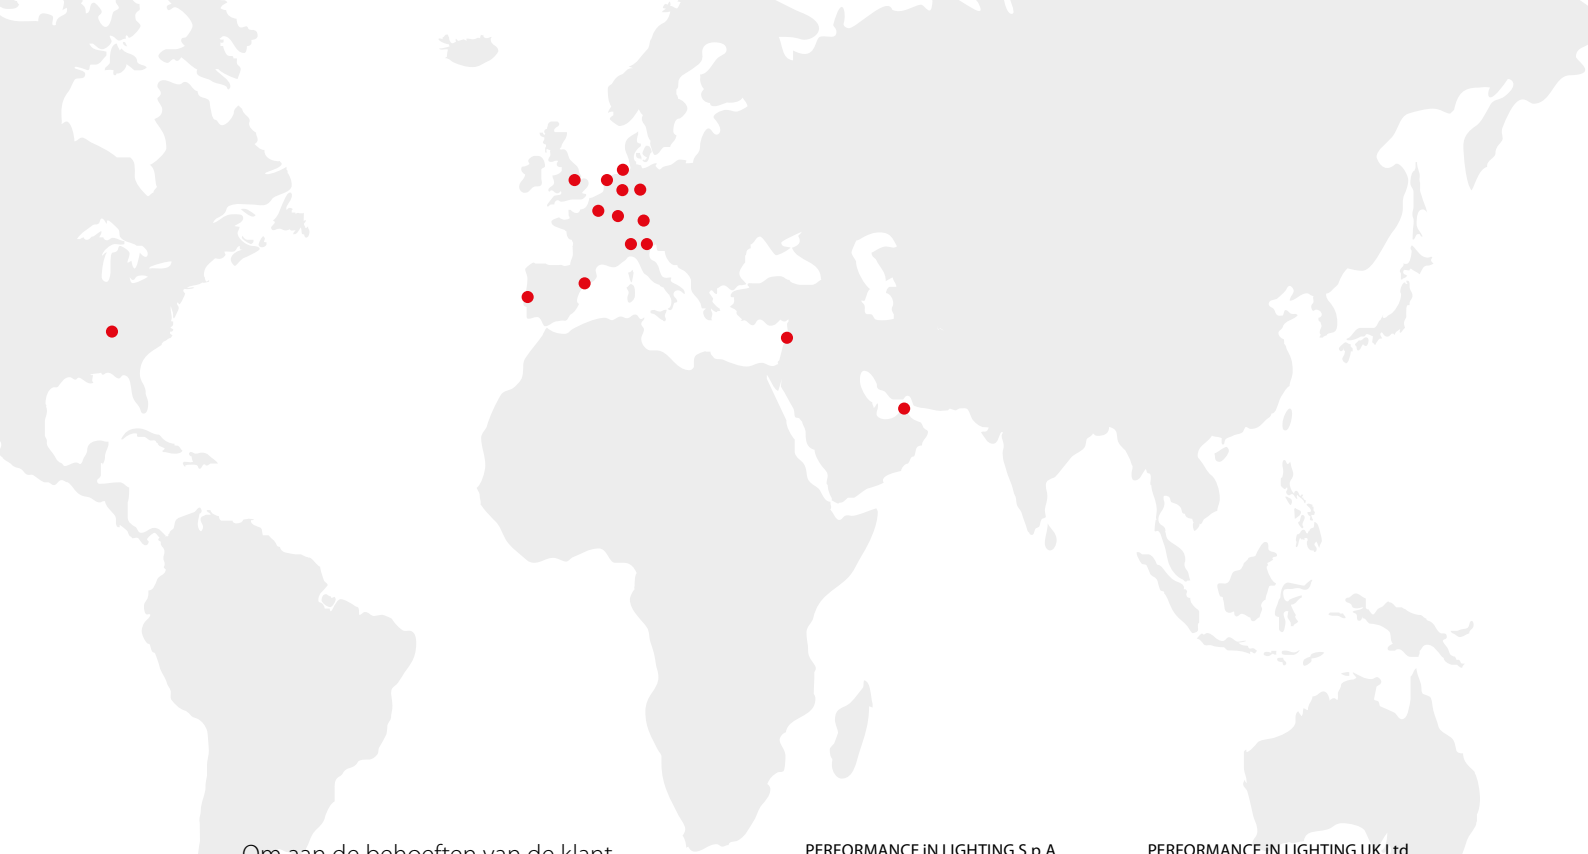 Om aan de behoeften van de klant
PERFORMANCE iN LIGHTING S.p.A.
PERFORMANCE iN LIGHTING UK Ltd.